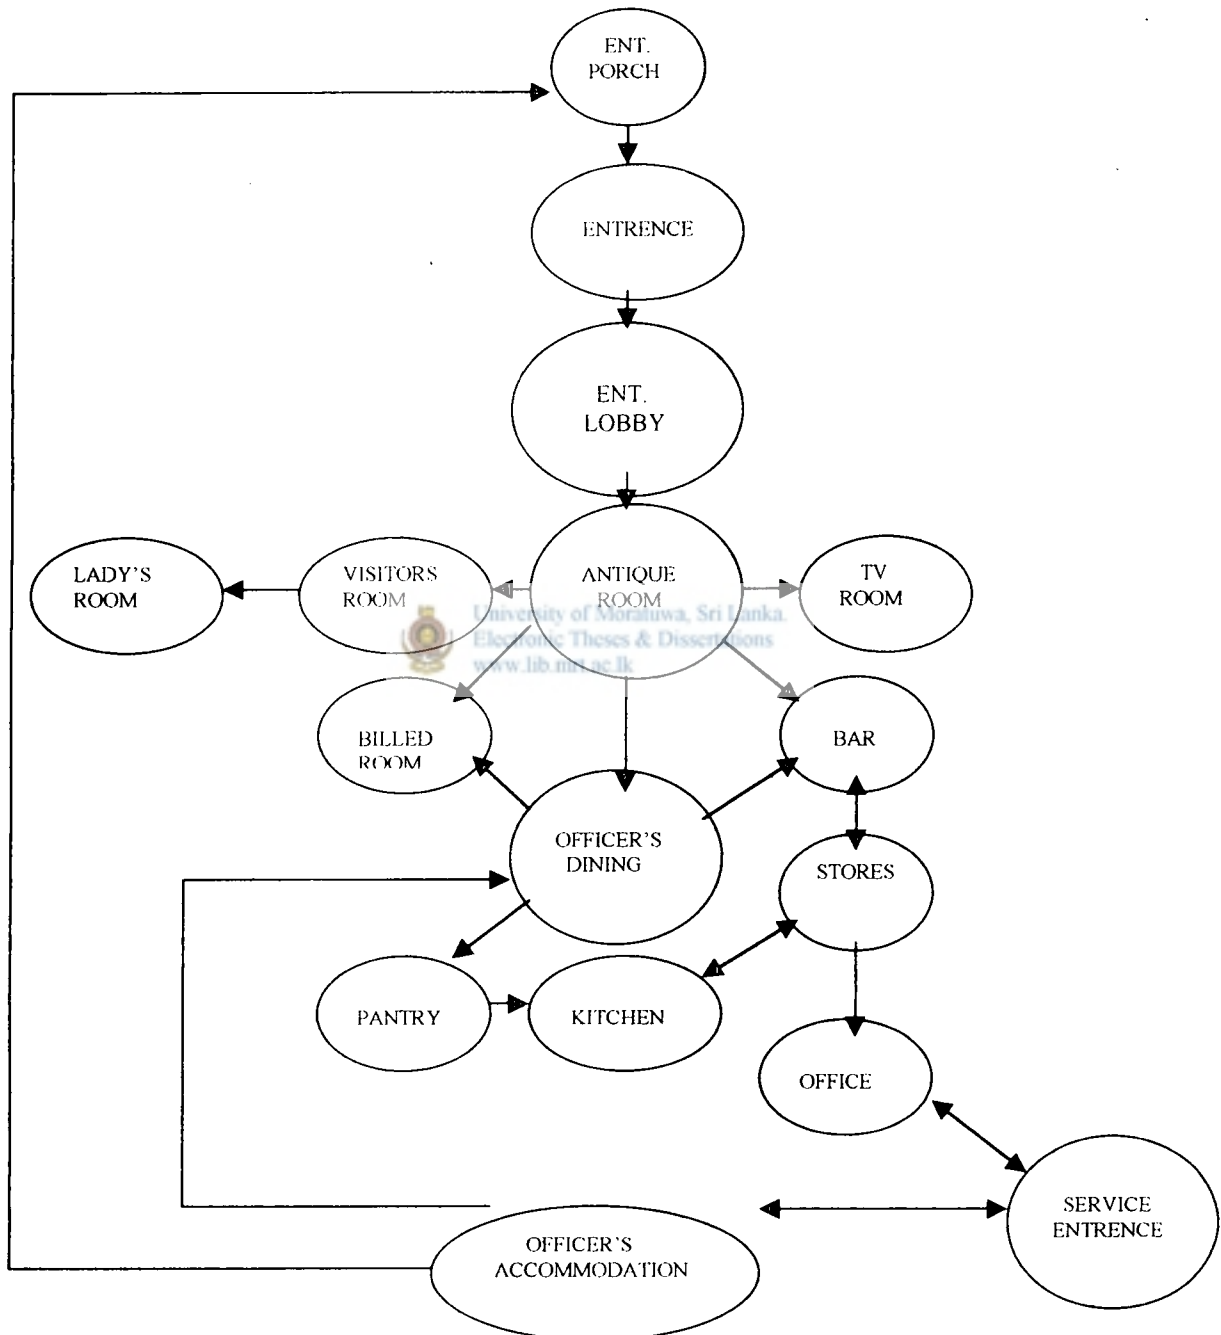 ENT.
PORCH
ENTRENCE
ENT.
LOBBY
LADY'S
ROOM
VISITORS
ROOM
ANTIQUE
ROOM
TV
ROOM
University of Moratuwa, Sri Lanka.
Electronic Theses & Dissertations
www.lib.mrt.ac.lk
BILLED
ROOM
BAR
OFFICER'S
DINING
STORES
PANTRY
KITCHEN
OFFICE
SERVICE
ENTRENCE
OFFICER'S
ACCOMMODATION